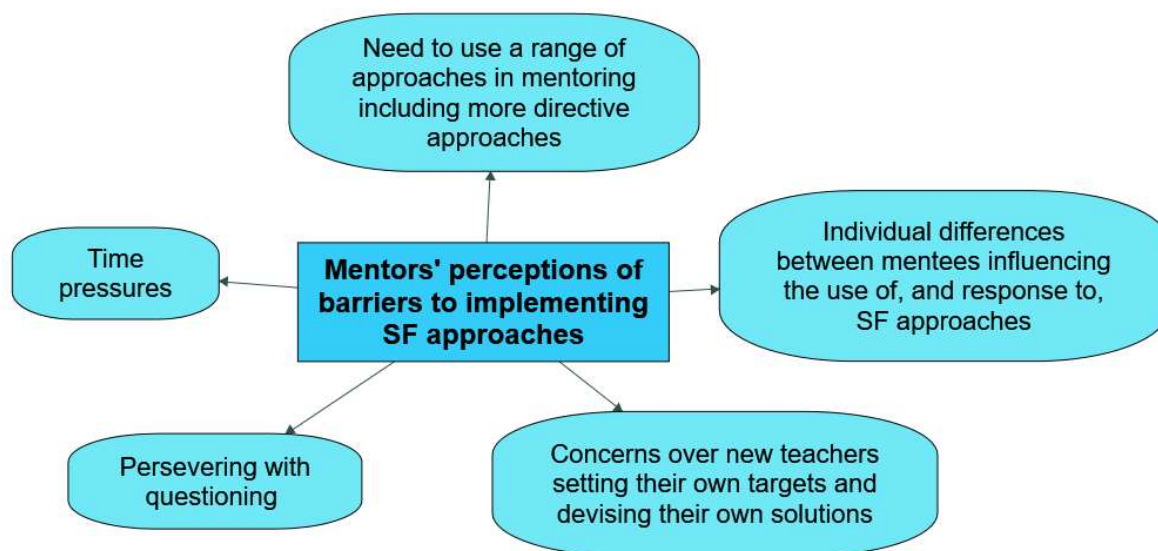 Need to use a range of
approaches in mentoring
including more directive
approaches
Time
pressures
Mentors' perceptions of
barriers to implementing
SF approaches
Individual differences
between mentees influencing
the use of, and response to,
SF approaches
Persevering with
questioning
Concerns over new teachers
setting their own targets and
devising their own solutions